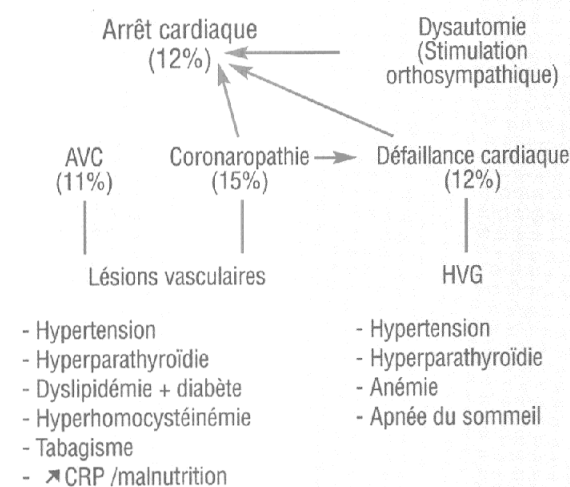 Arrêt cardiaque
(12%)
Dysautomie
(Stimulation
orthosympathique)
AVC
(11%)
Coronaropathie
(15%)
Défaillance cardiaque
(12%)
Lésions vasculaires
HVG
- Hypertension
- Hyperparathyroïdie
- Dyslipidémie + diabète
- Hyperhomocystéinémie
- Tabagisme
- ↗CRP /malnutrition
- Hypertension
- Hyperparathyroïdie
- Anémie
- Apnée du sommeil